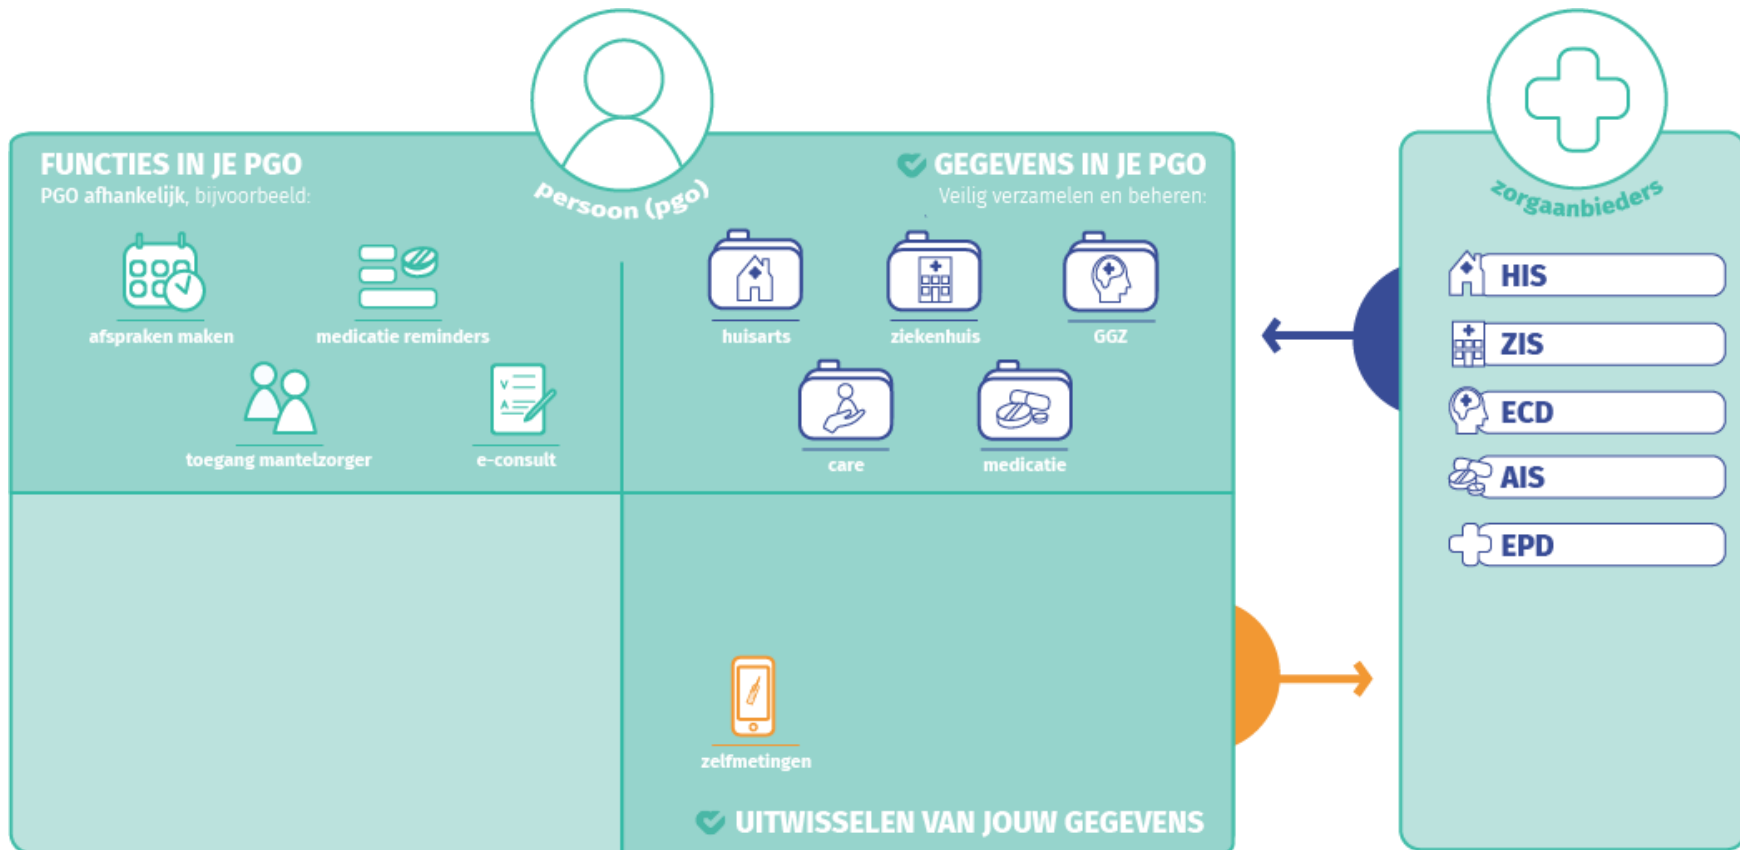 persoon (pgo)
FUNCTIES IN JE PGO
PGO afhankelijk, bijvoorbeeld:
afspraken maken
medicatie reminders
toegang mantelzorger
e-consult
GEGEVENS IN JE PGO
Veilig verzamelen en beheren:
huisarts
ziekenhuis
GGZ
care
medicatie
zelfmetingen
UITWISSELEN VAN JOUW GEGEVENS
zorgaanbieders
HIS
ZIS
ECD
AIS
EPD